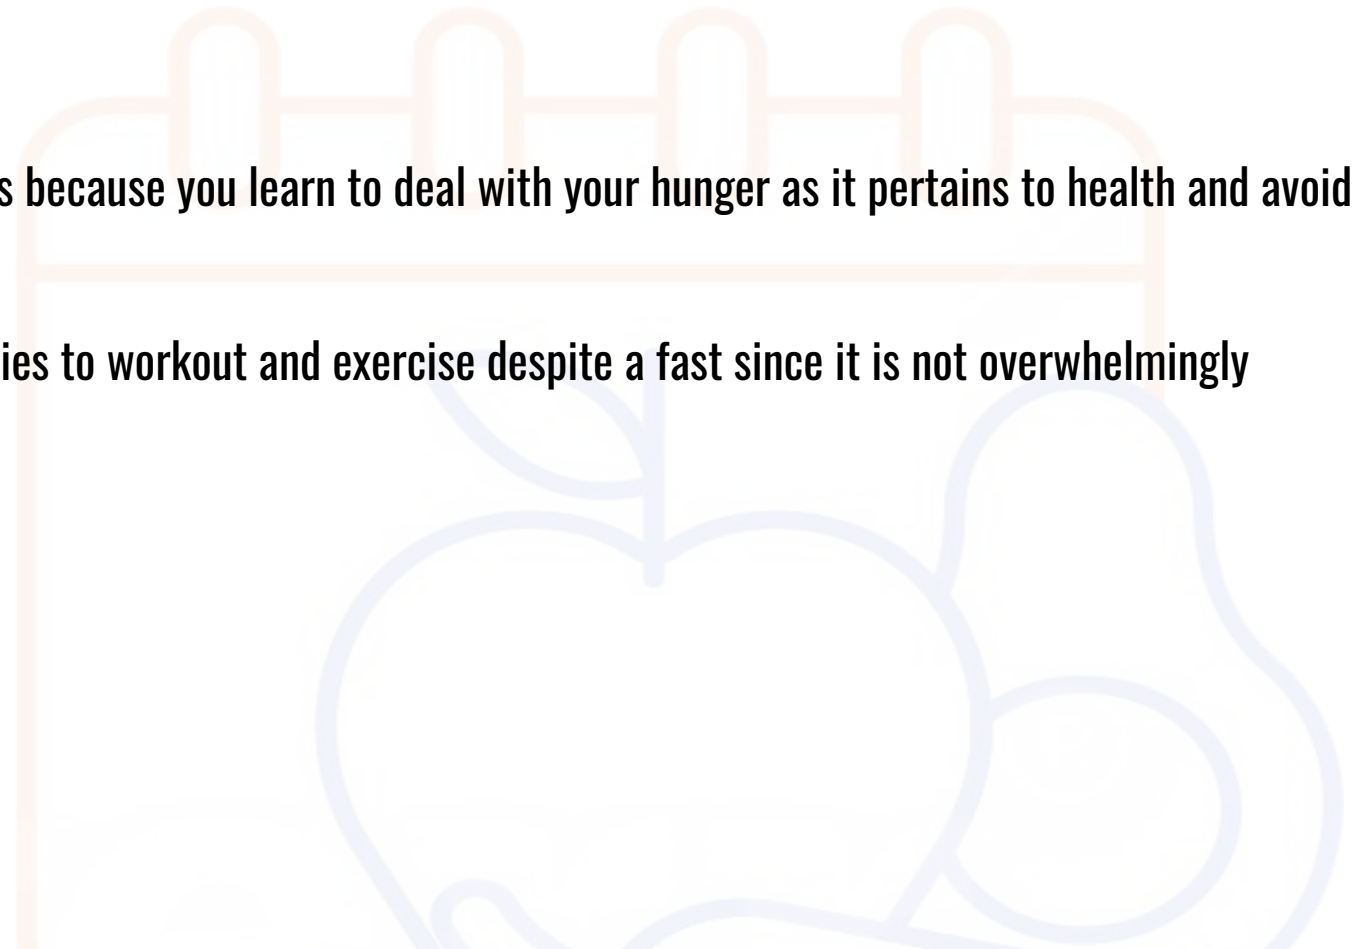 s because you learn to deal with your hunger as it pertains to health and avoid
ies to workout and exercise despite a fast since it is not overwhelmingly